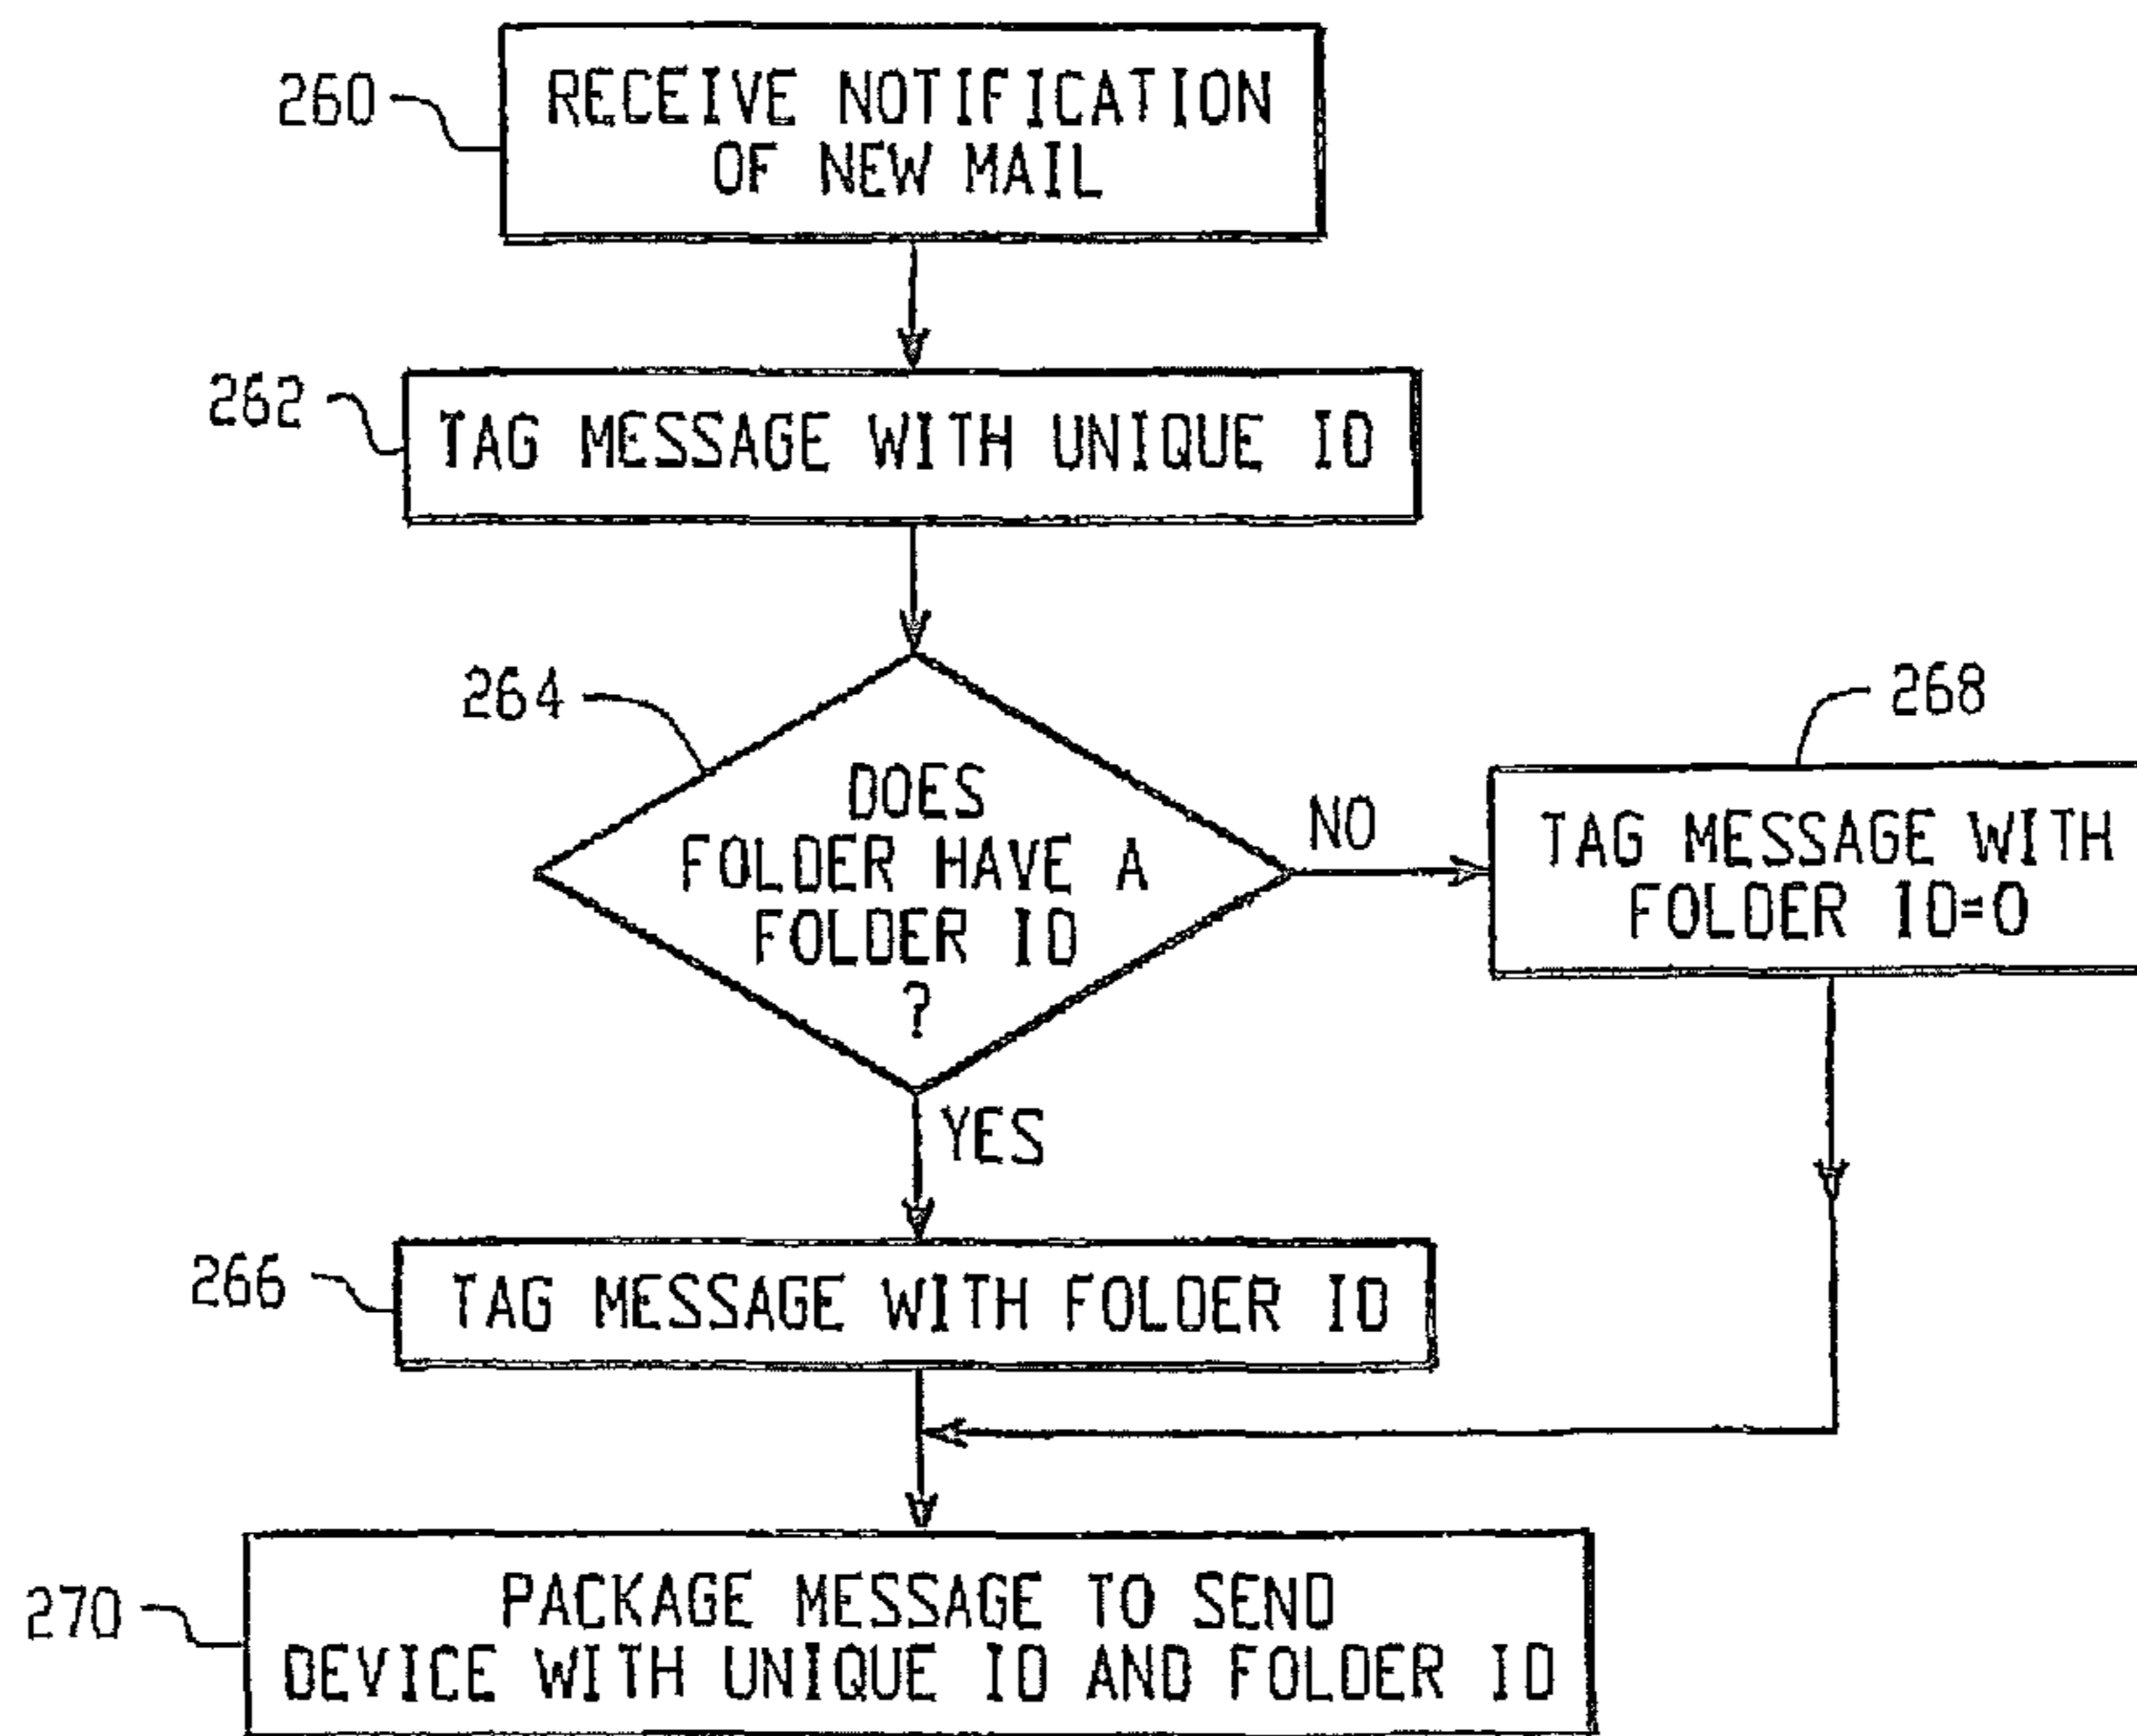 260
RECEIVE NOTIFICATION
OF NEW MAIL
262
TAG MESSAGE WITH UNIQUE ID
264
DOES
FOLDER HAVE A
FOLDER ID
?
NO
268
TAG MESSAGE WITH
FOLDER ID=0
YES
266
TAG MESSAGE WITH FOLDER ID
270
PACKAGE MESSAGE TO SEND
DEVICE WITH UNIQUE ID AND FOLDER ID